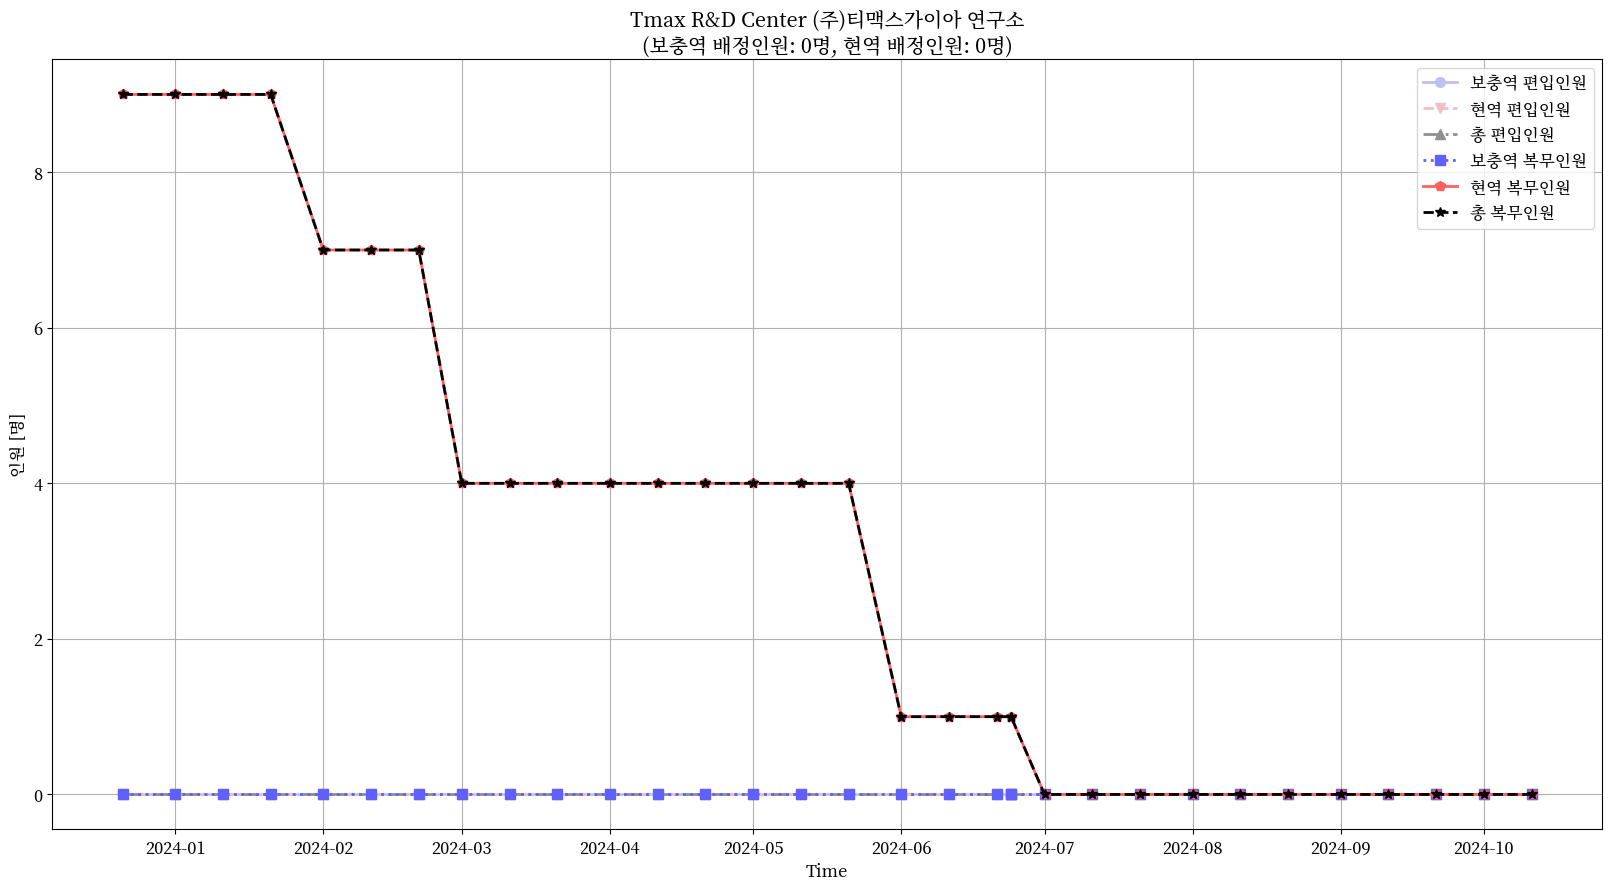 Tmax R&D Center (주)티맥스가이아 연구소
(보충역 배정인원: 0명, 현역 배정인원: 0명)
보충역 편입인원
현역 편입인원
총 편입인원
보충역 복무인원
현역 복무인원
총 복무인원
인원 [명]
8
6
4
2
0
2024-01 2024-02 2024-03 2024-04 2024-05 2024-06 2024-07 2024-08 2024-09 2024-10
Time